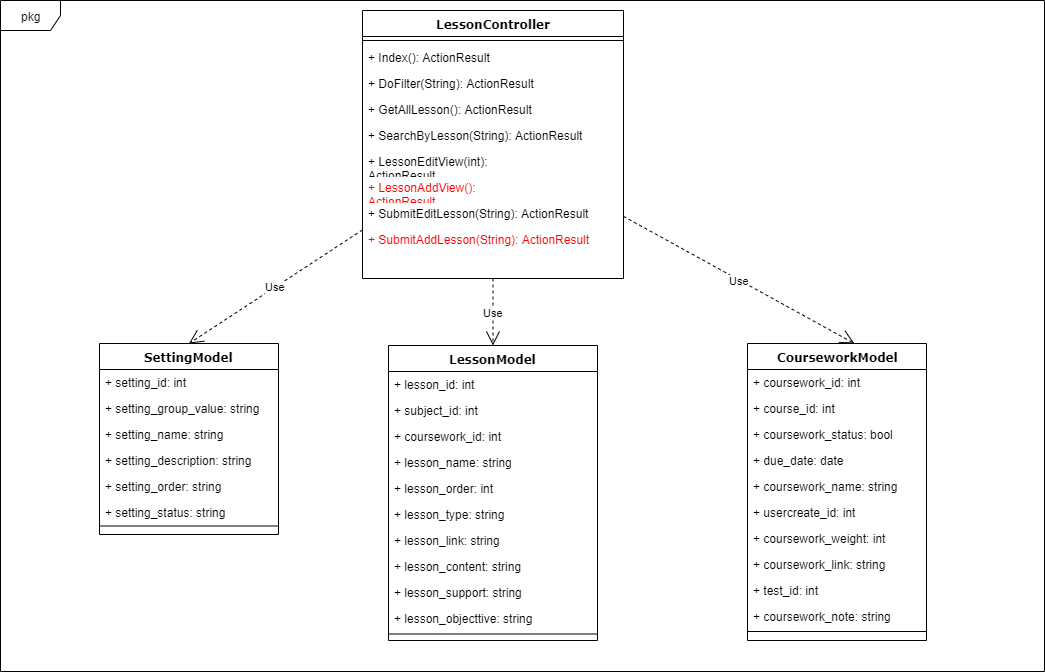 pkg
LessonController
+ Index(): ActionResult
+ DoFilter(String): ActionResult
+ GetAllLesson(): ActionResult
+ SearchByLesson(String): ActionResult
+ LessonEditView(int):
ActionResult
+ LessonAddView():
ActionResult
+ SubmitEditLesson(String): ActionResult
+ SubmitAddLesson(String): ActionResult
Use
Use
Use
SettingModel
+ setting_id: int
+ setting_group_value: string
+ setting_name: string
+ setting_description: string
+ setting_order: string
+ setting_status: string
LessonModel
+ lesson_id: int
+ subject_id: int
+ coursework_id: int
+ lesson_name: string
+ lesson_order: int
+ lesson_type: string
+ lesson_link: string
+ lesson_content: string
+ lesson_support: string
+ lesson_objecttive: string
CourseworkModel
+ coursework_id: int
+ course_id: int
+ coursework_status: bool
+ due_date: date
+ coursework_name: string
+ usercreate_id: int
+ coursework_weight: int
+ coursework_link: string
+ test_id: int
+ coursework_note: string